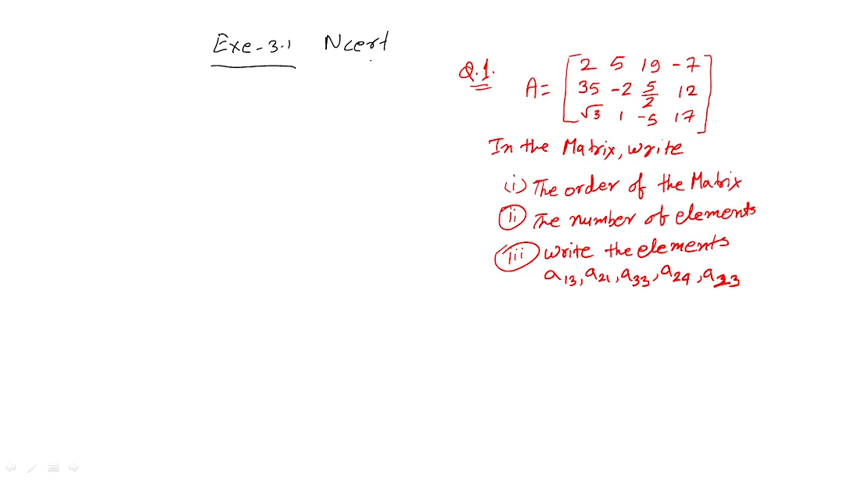 Exe-3.1 Ncert
Q.1.
A = [ 2 5 19 -7
35 -2 5/2 12
√3 1 -5 17 ]
In the Matrix, write
(i) The order of the Matrix
(ii) The number of elements
(iii) Write the elements
a13, a21, a33, a24, a23